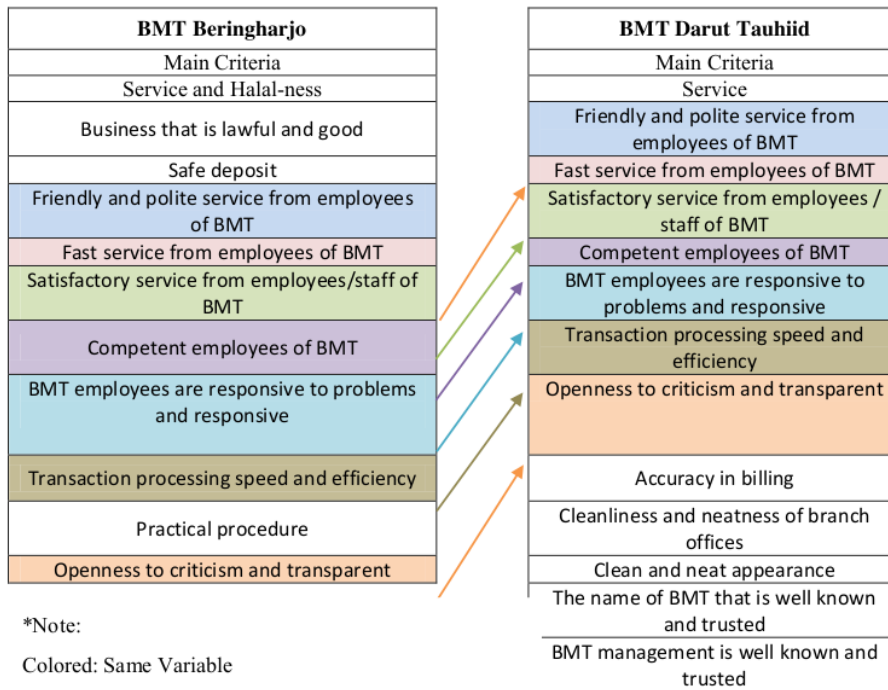 BMT Beringharjo
Main Criteria
Service and Halal-ness
Business that is lawful and good
Safe deposit
Friendly and polite service from employees
of BMT
Fast service from employees of BMT
Satisfactory service from employees/staff of
BMT
Competent employees of BMT
BMT employees are responsive to problems
and responsive
Transaction processing speed and efficiency
Practical procedure
Openness to criticism and transparent
*Note:
Colored: Same Variable
BMT Darut Tauhiid
Main Criteria
Service
Friendly and polite service from
employees of BMT
Fast service from employees of BMT
Satisfactory service from employees /
staff of BMT
Competent employees of BMT
BMT employees are responsive to
problems and responsive
Transaction processing speed and
efficiency
Openness to criticism and transparent
Accuracy in billing
Cleanliness and neatness of branch
offices
Clean and neat appearance
The name of BMT that is well known
and trusted
BMT management is well known and
trusted